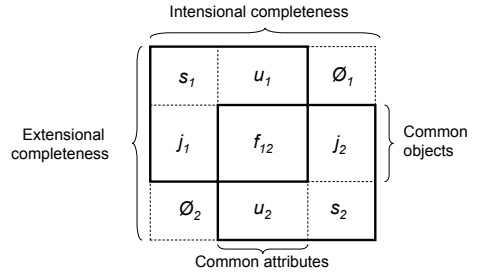 Intensional completeness
s1 u1 Ø1
Extensional
completeness
j1 f12 j2
Common
objects
Ø2 u2 s2
Common attributes